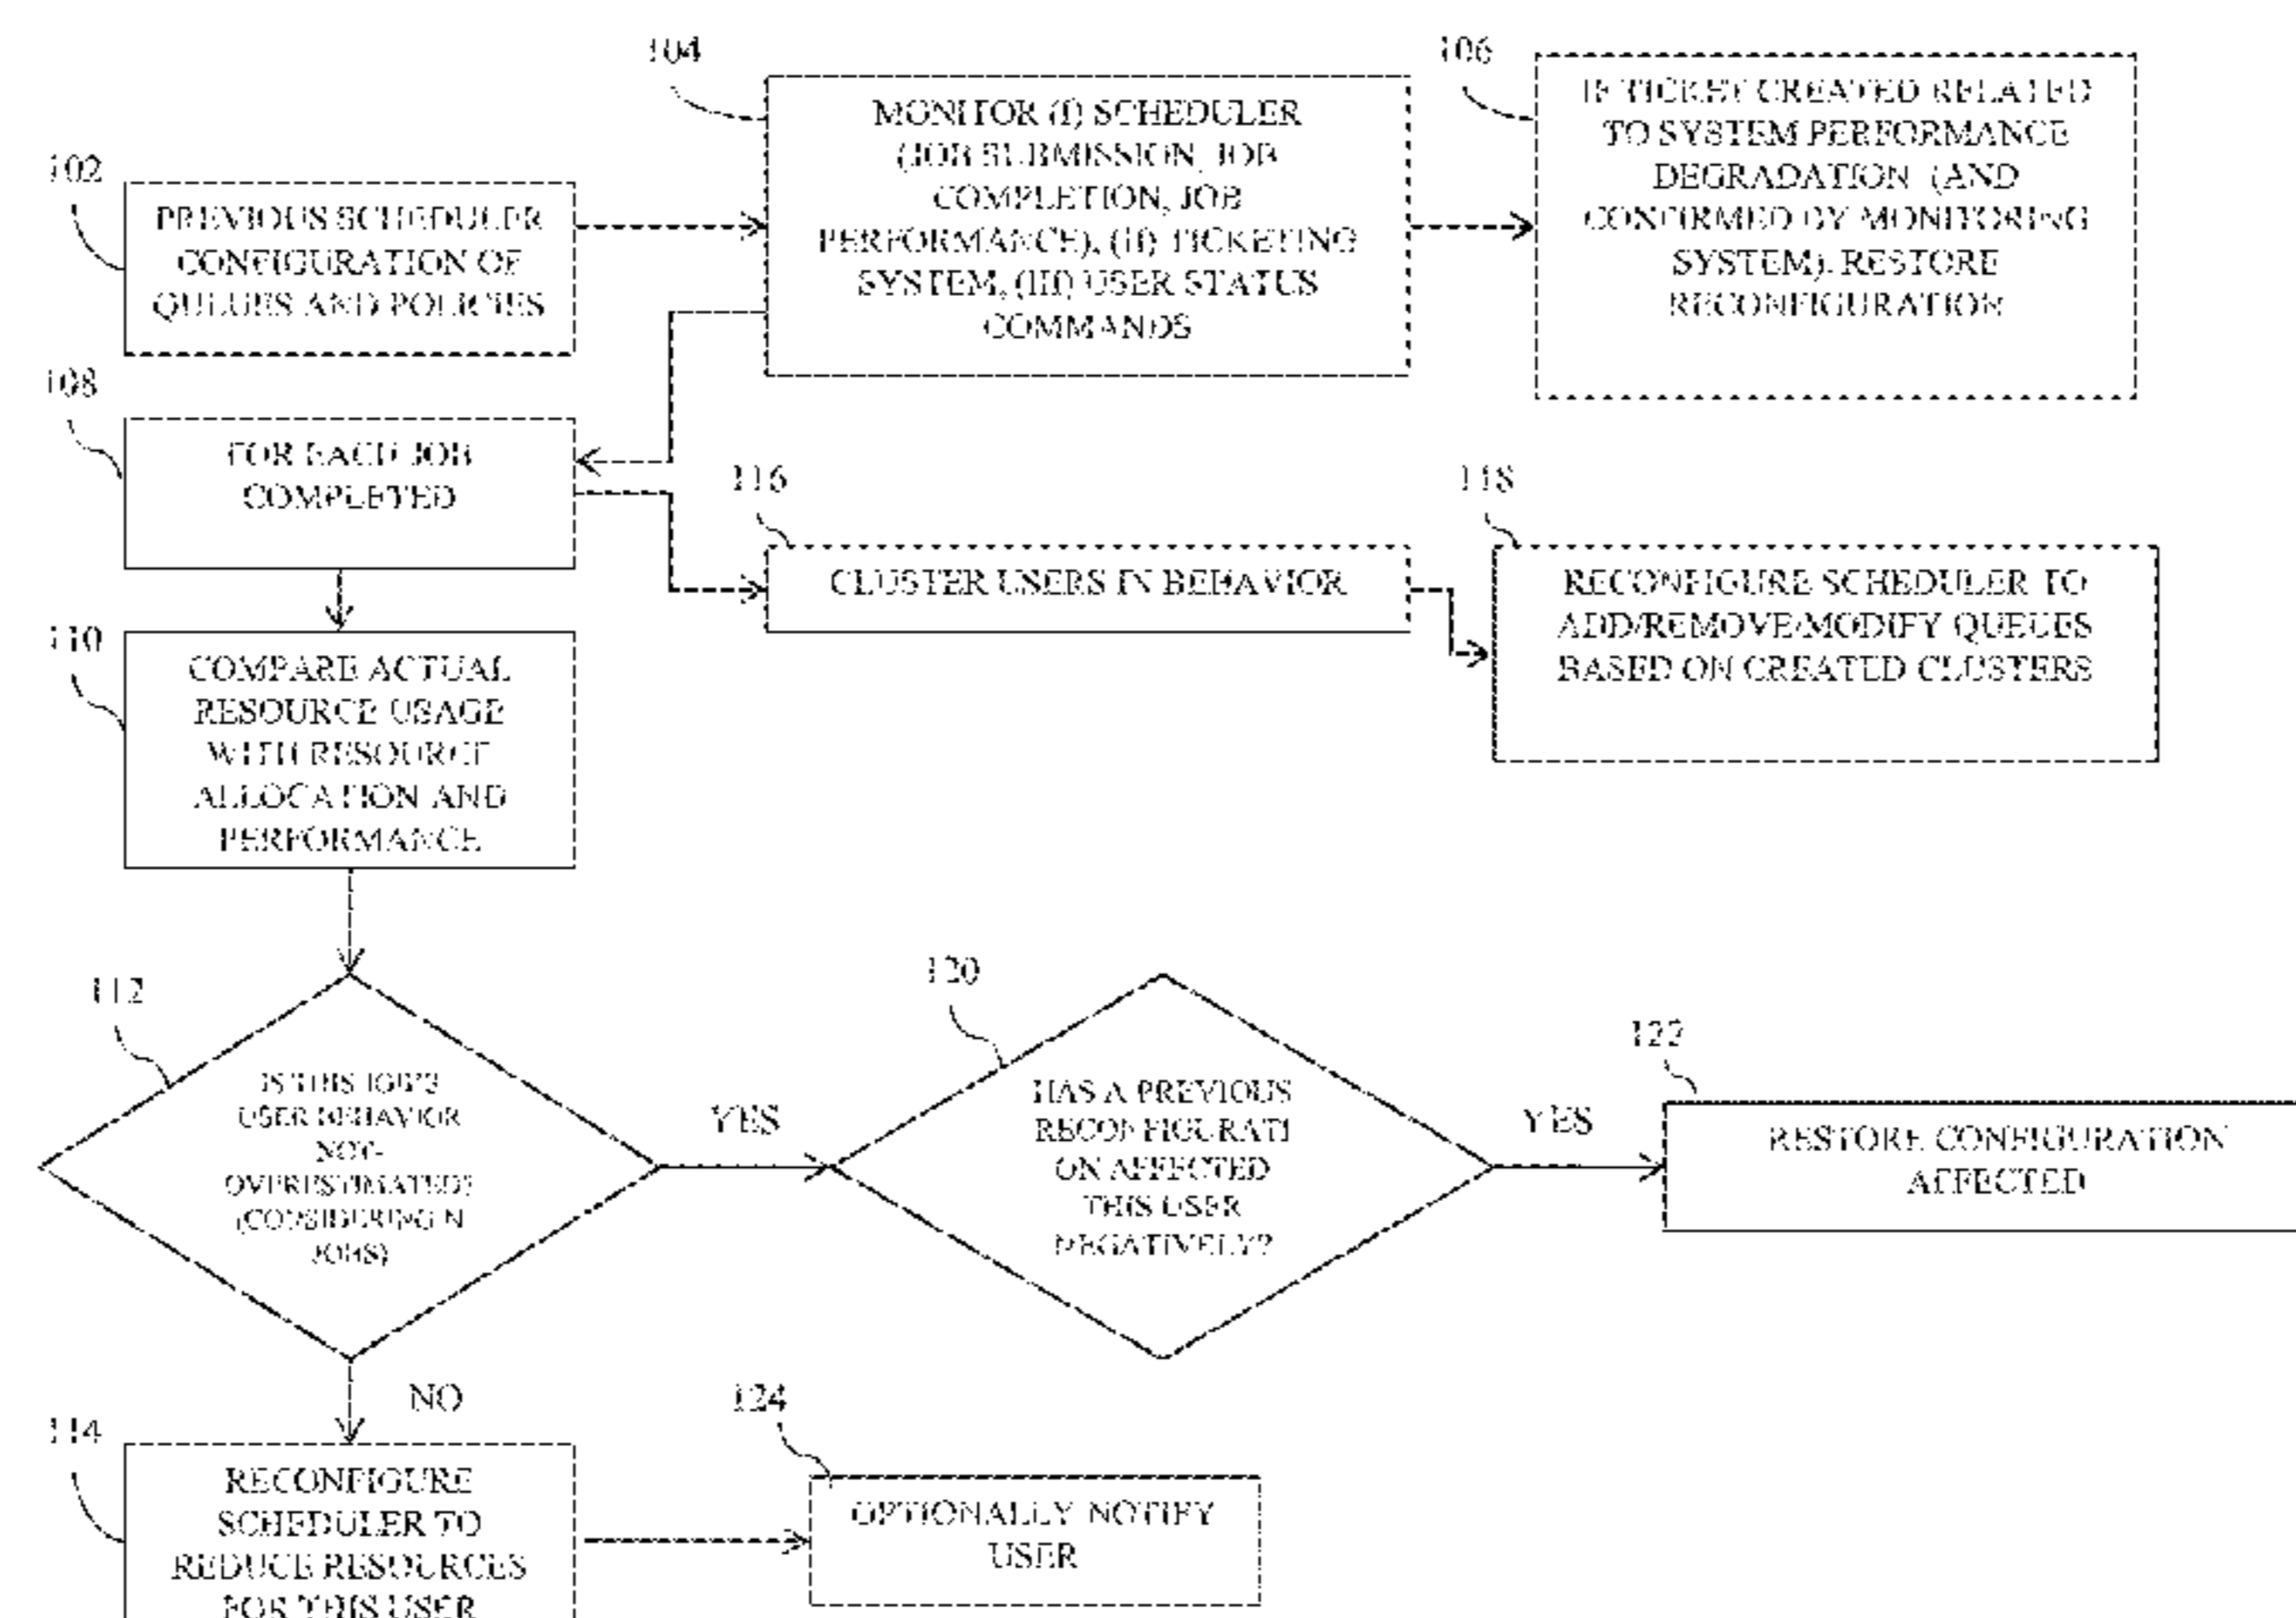 102
PREVIOUS SCHEDULER
CONFIGURATION OF
QUEUES AND POLICIES
104
MONITOR (I) SCHEDULER
(JOB SUBMISSION, JOB
COMPLETION, JOB
PERFORMANCE), (II) TICKETING
SYSTEM, (III) USER STATUS
COMMANDS
106
IF TICKET CREATED RELATED
TO SYSTEM PERFORMANCE
DEGRADATION (AND
CONFIRMED BY MONITORING
SYSTEM), RESTORE
RECONFIGURATION
108
FOR EACH JOB
COMPLETED
116
CLUSTER USERS IN BEHAVIOR
118
RECONFIGURE SCHEDULER TO
ADD/REMOVE/MODIFY QUEUES
BASED ON CREATED CLUSTERS
110
COMPARE ACTUAL
RESOURCE USAGE
WITH RESOURCE
ALLOCATION AND
PERFORMANCE
112
IS THIS JOB'S
USER BEHAVIOR
NOT-
OVERESTIMATED?
(CONSIDERING N
JOBS)
YES
120
HAS A PREVIOUS
RECONFIGURATI
ON AFFECTED
THIS USER
NEGATIVELY?
YES
122
RESTORE CONFIGURATION
AFFECTED
NO
114
RECONFIGURE
SCHEDULER TO
REDUCE RESOURCES
FOR THIS USER
124
OPTIONALLY NOTIFY
USER